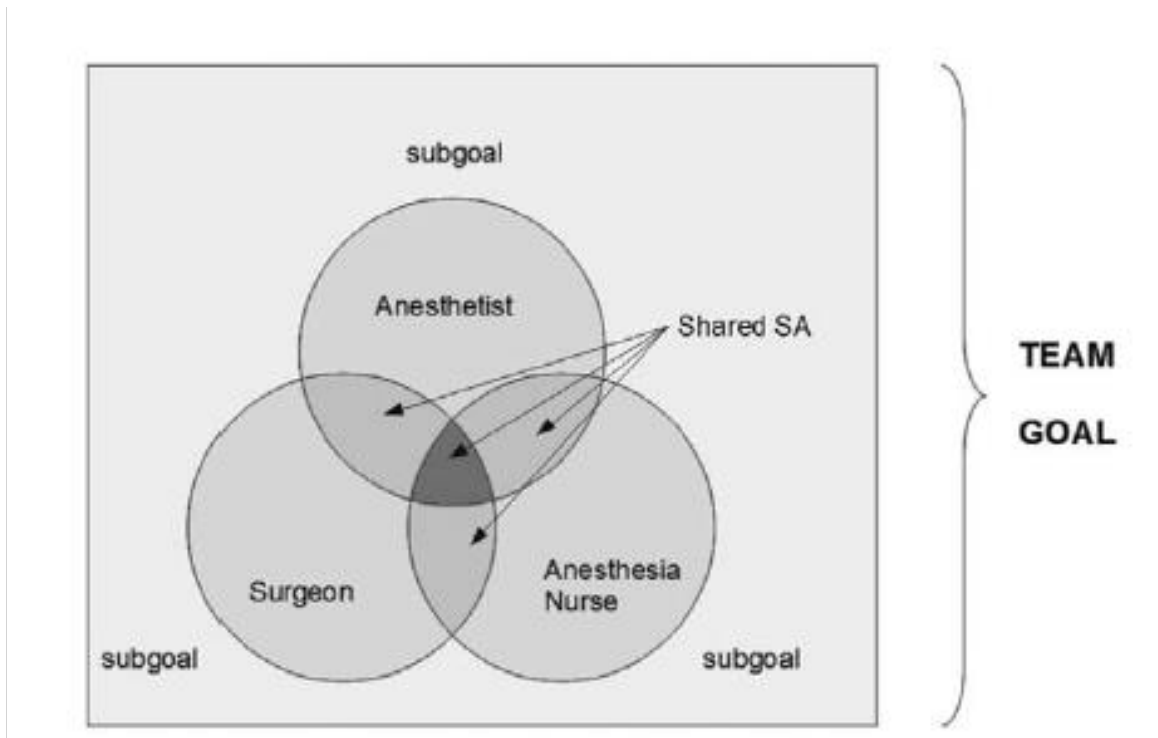 subgoal
Anesthetist
Shared SA
TEAM
GOAL
Anesthesia
Nurse
Surgeon
subgoal
subgoal